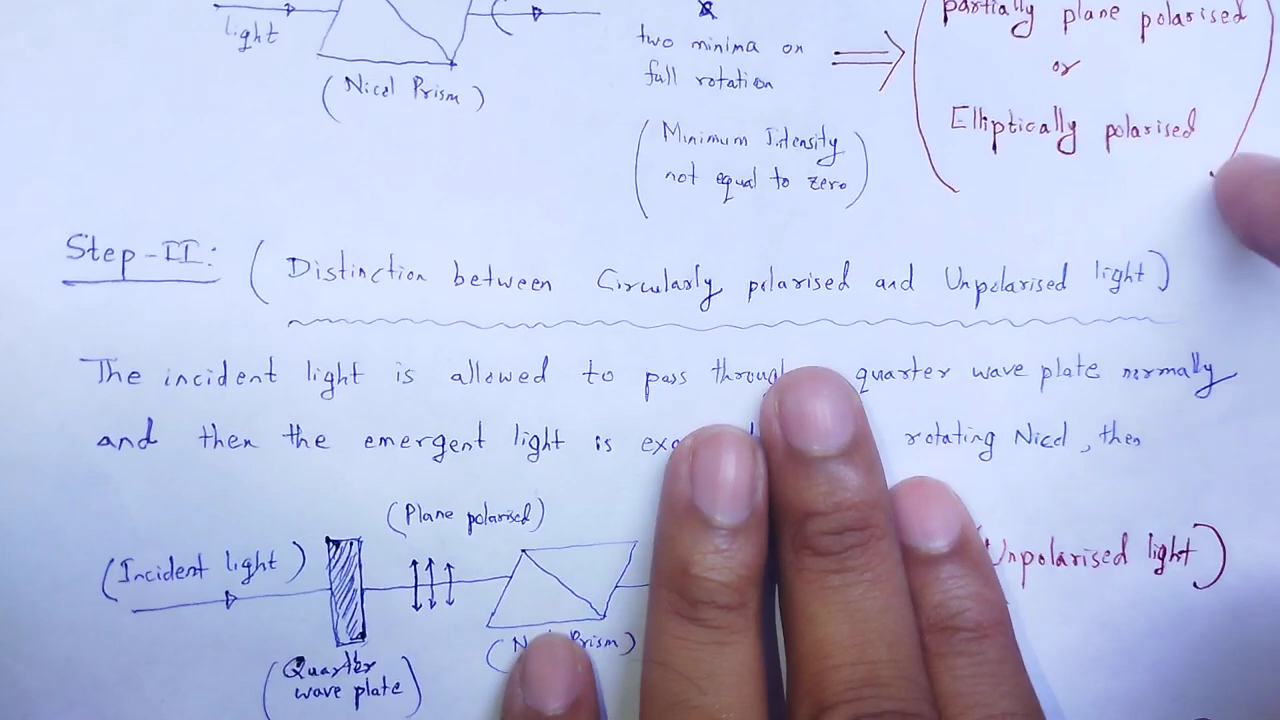 light
(Nicol Prism)
two minima on
full rotation
(Minimum Intensity
not equal to zero)
partially plane polarised
or
Elliptically polarised
Step-II: (Distinction between Circularly polarised and Unpolarised light)
The incident light is allowed to pass through quarter wave plate normally
and then the emergent light is rotating Nicol, then
(Plane polarised)
(Incident light)
Unpolarised light)
Prism)
(Quarter
wave plate)